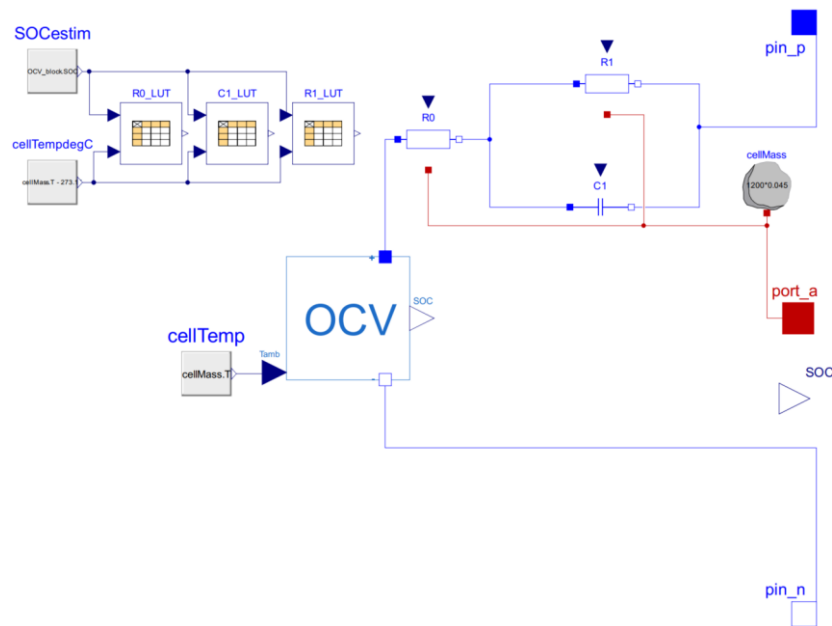 SOCestim
OCV_block.SOC
R0_LUT
C1_LUT
R1_LUT
cellTempdegC
cellMass.T - 273.
pin_p
R1
R0
C1
cellMass
1200*0.045
port_a
+
OCV
SOC
cellTemp
cellMass.T
Tamb
-
SOC
pin_n